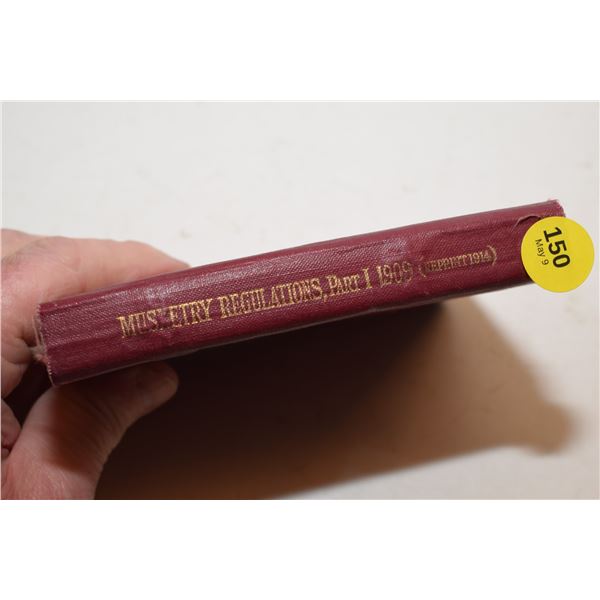 MUSKETRY REGULATIONS, PART I 1909 (REPRINT 1914)
150
May 9